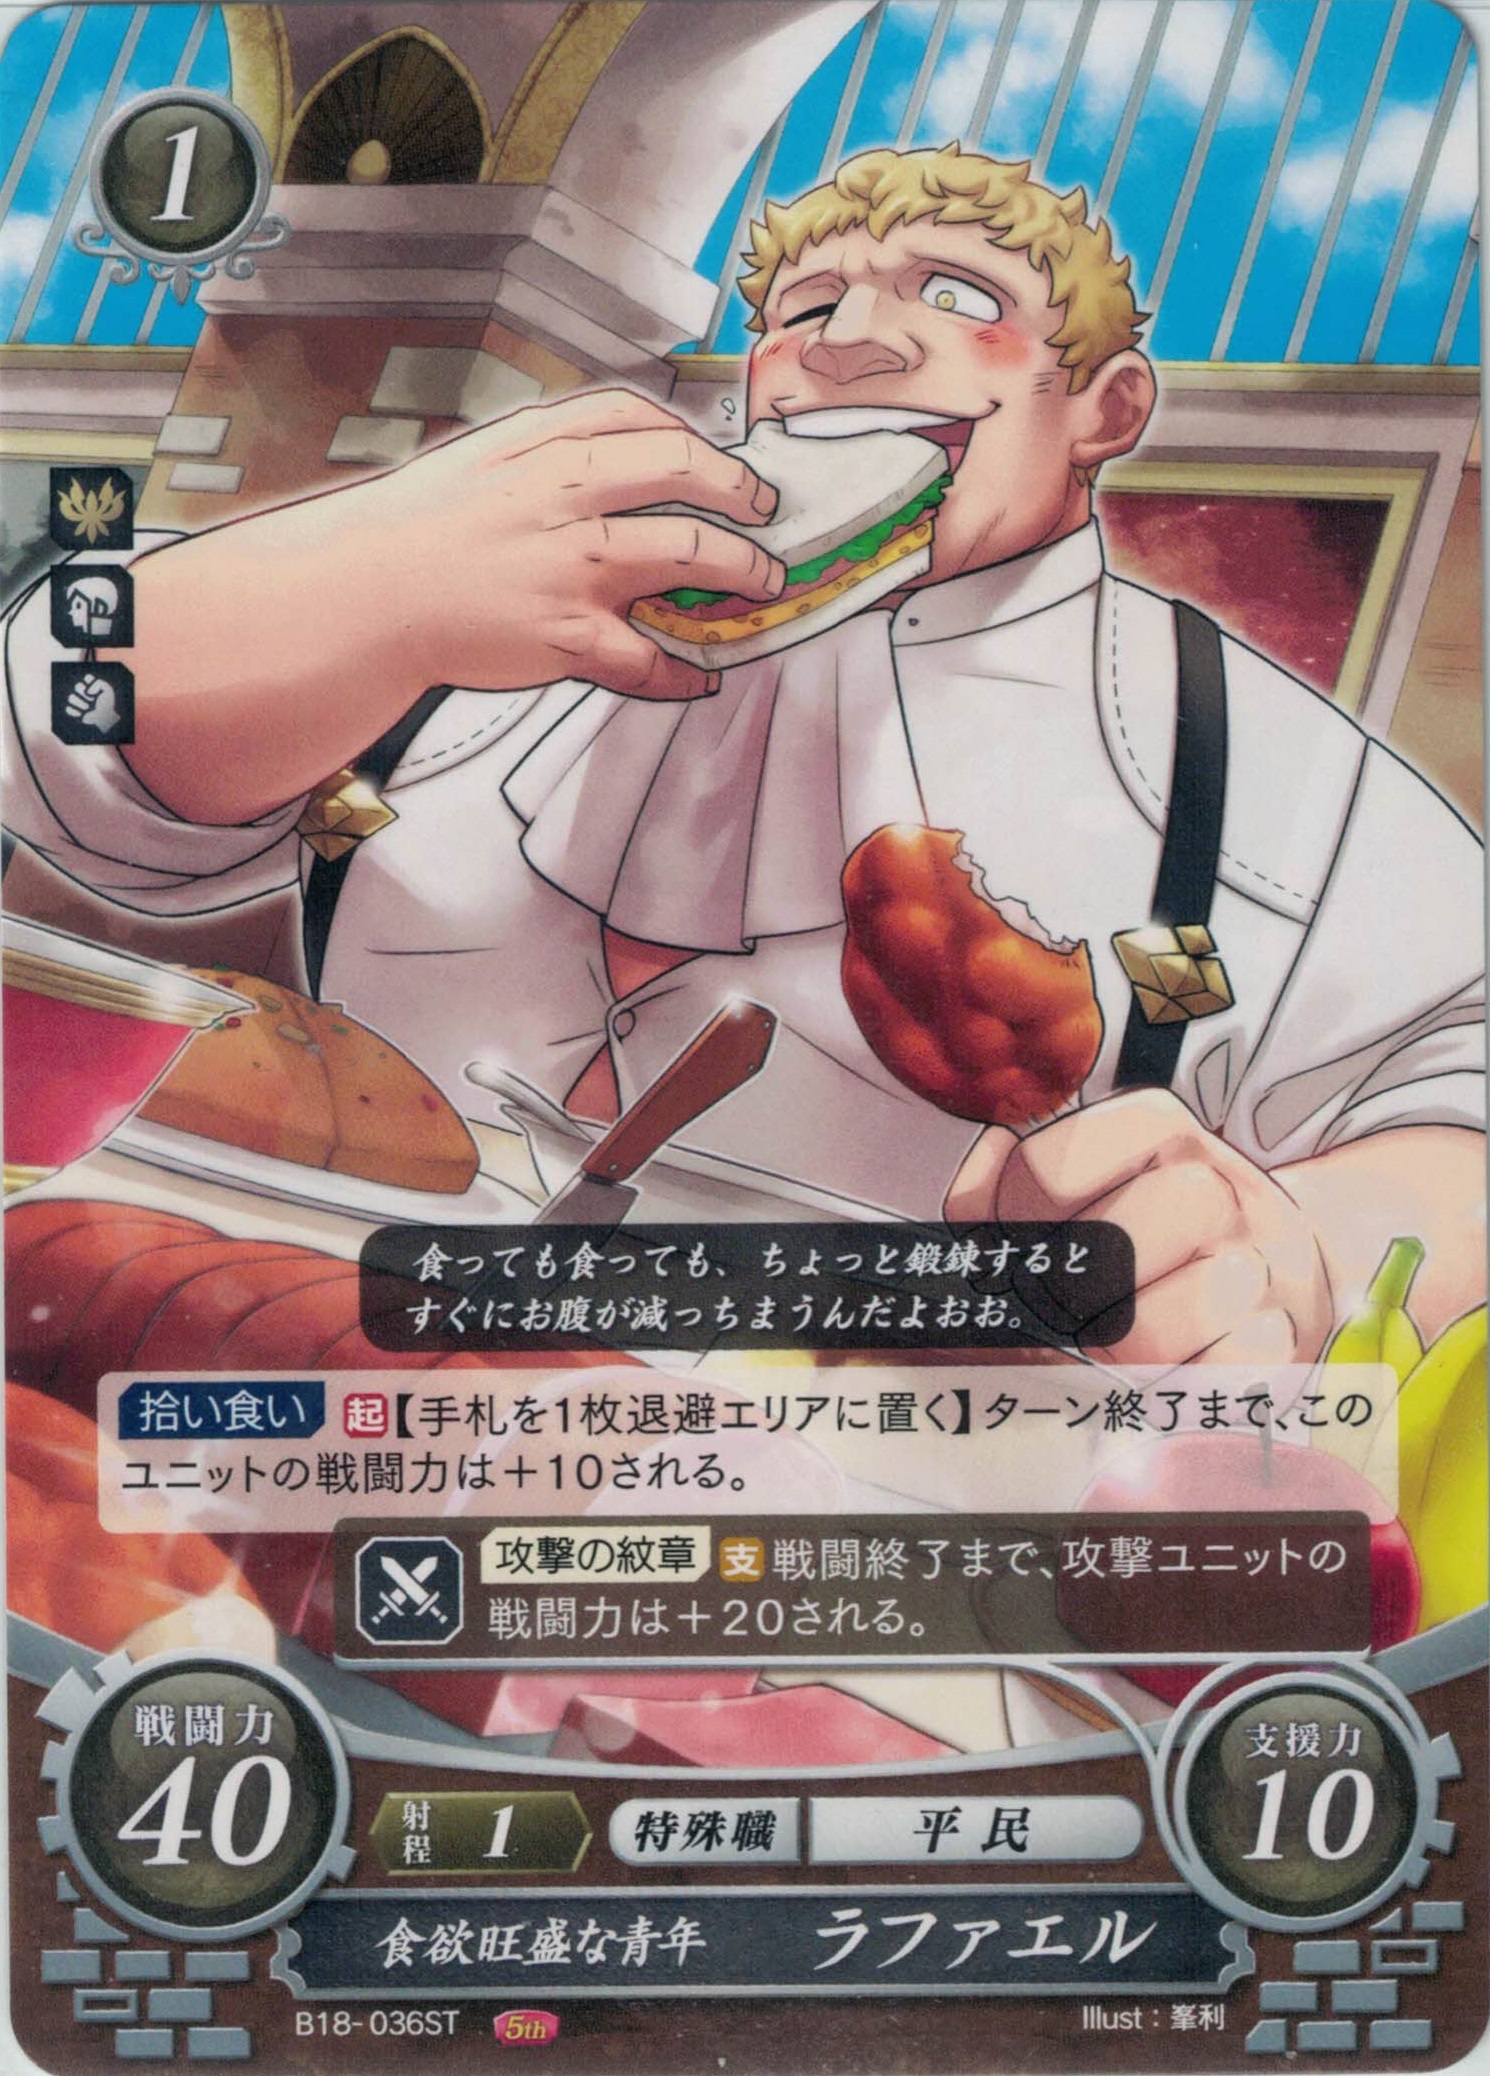 1
食っても食っても、ちょっと鍛錬すると
すぐにお腹が減っちまうんだよおお。
拾い食い 起【手札を1枚退避エリアに置く】ターン終了まで、この
ユニットの戦闘力は＋10される。
攻撃の紋章 支 戦闘終了まで、攻撃ユニットの
戦闘力は＋20される。
戦闘力
40
射程 1
特殊職 平民
支援力
10
食欲旺盛な青年 ラファエル
B18-036ST 5th
Illust：峯利